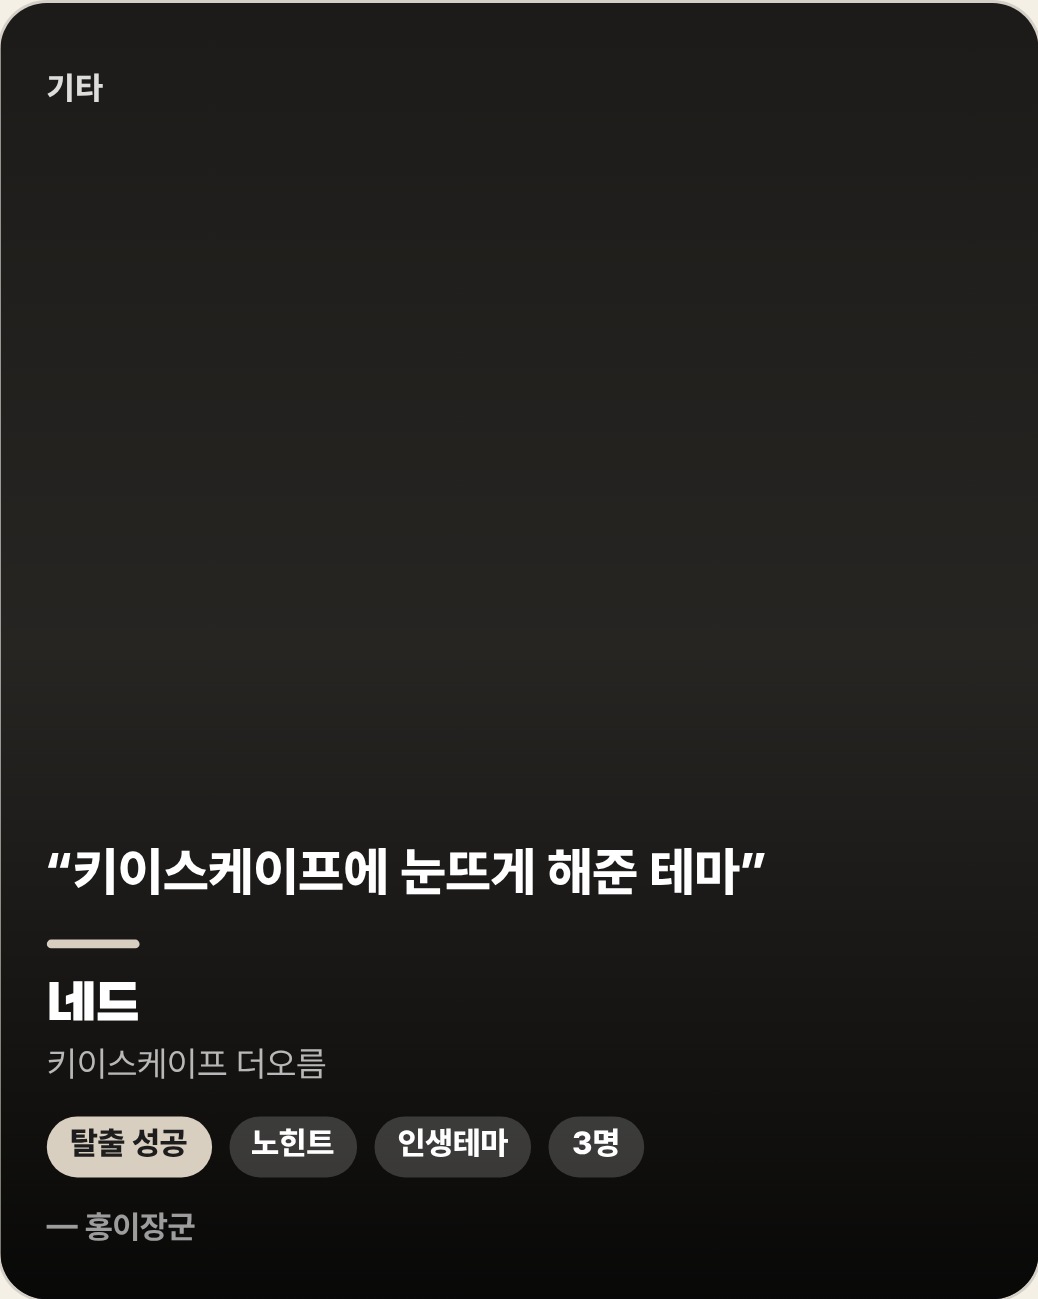 기타
“키이스케이프에 눈뜨게 해준 테마”
네드
키이스케이프 더오름
탈출 성공 노힌트 인생테마 3명
— 홍이장군